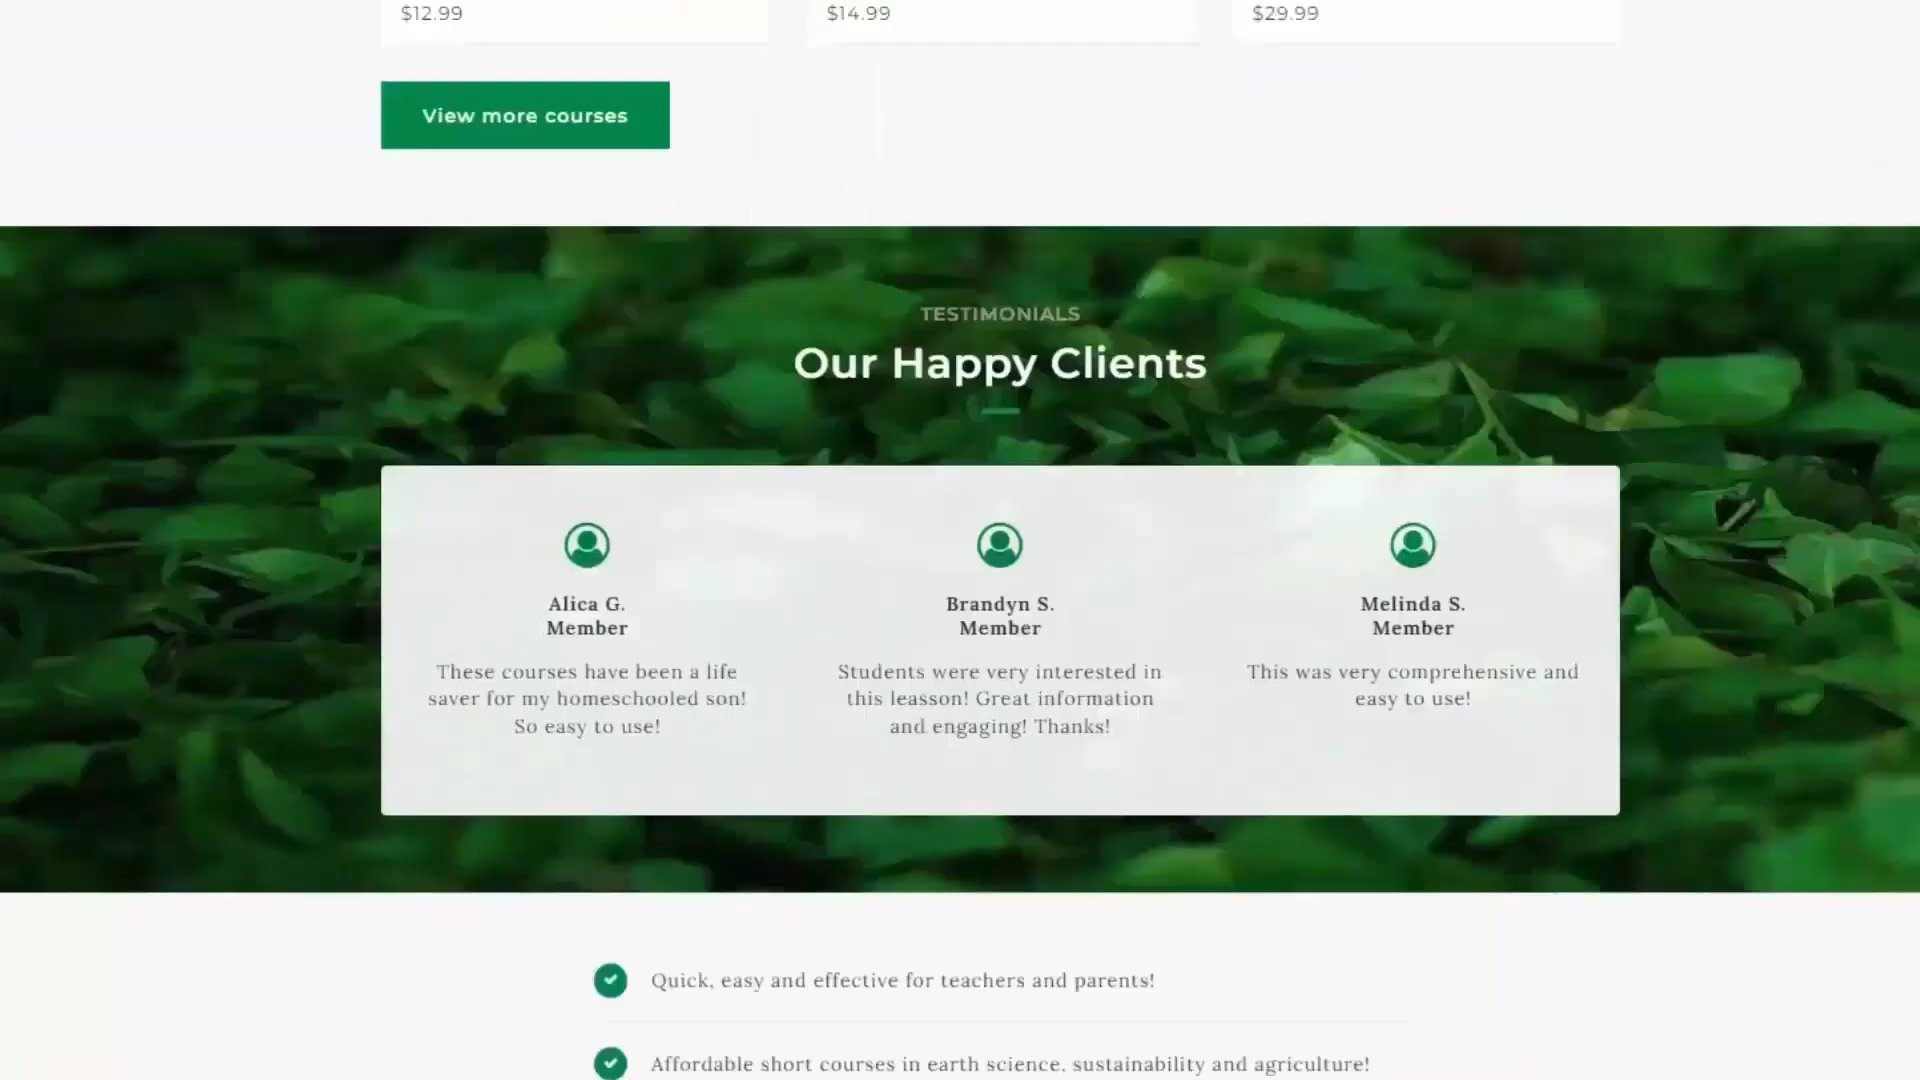 $12.99
$14.99
$29.99
View more courses
TESTIMONIALS
Our Happy Clients
Alica G.
Member
These courses have been a life
saver for my homeschooled son!
So easy to use!
Brandyn S.
Member
Students were very interested in
this leasson! Great information
and engaging! Thanks!
Melinda S.
Member
This was very comprehensive and
easy to use!
Quick, easy and effective for teachers and parents!
Affordable short courses in earth science, sustainability and agriculture!